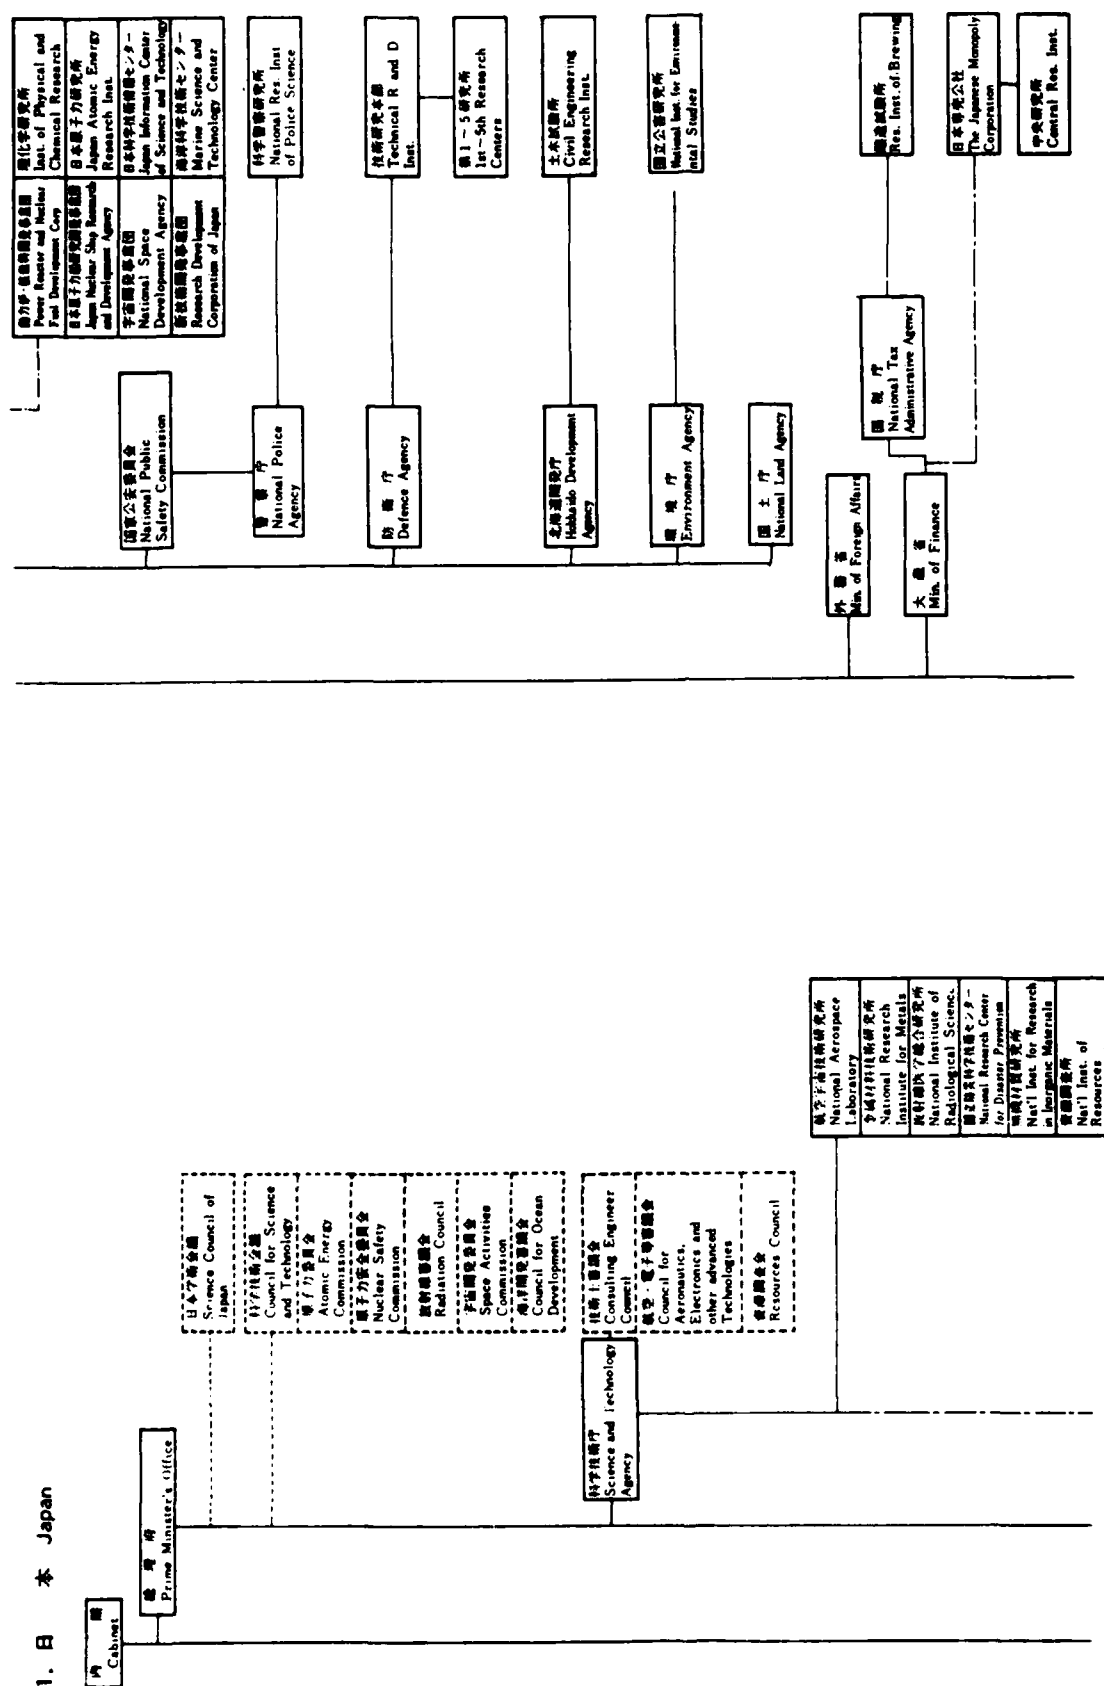 1. 日 本 Japan
内 閣
Cabinet
総 理 府
Prime Minister's Office
日本学術会議
Science Council of
Japan
科学技術会議
Council for Science
and Technology
原子力委員会
Atomic Energy
Commission
原子力安全委員会
Nuclear Safety
Commission
放射線審議会
Radiation Council
宇宙開発委員会
Space Activities
Commission
海洋開発審議会
Council for Ocean
Development
科学技術庁
Science and Technology
Agency
技術士審議会
Consulting Engineer
Council
航空・電子等審議会
Council for
Aeronautics,
Electronics and
other advanced
Technologies
資源調査会
Resources Council
航空宇宙技術研究所
National Aerospace
Laboratory
金属材料技術研究所
National Research
Institute for Metals
放射線医学総合研究所
National Institute of
Radiological Science
国立防災科学技術センター
National Research Center
for Disaster Prevention
無機材質研究所
Nat'l Inst. for Research
in Inorganic Materials
資源調査所
Nat'l Inst. of
Resources
動力炉・核燃料開発事業団
Power Reactor and Nuclear
Fuel Development Corp
理化学研究所
Inst. of Physical and
Chemical Research
日本原子力船研究開発事業団
Japan Nuclear Ship Research
and Development Agency
日本原子力研究所
Japan Atomic Energy
Research Inst.
宇宙開発事業団
National Space
Development Agency
日本科学技術情報センター
Japan Information Center
of Science and Technology
新技術開発事業団
Research Development
Corporation of Japan
海洋科学技術センター
Marine Science and
Technology Center
国家公安委員会
National Public
Safety Commission
警 察 庁
National Police
Agency
科学警察研究所
National Res. Inst
of Police Science
防 衛 庁
Defence Agency
技術研究本部
Technical R and D
Inst.
第1-5研究所
1st-5th Research
Centers
北海道開発庁
Hokkaido Development
Agency
土木試験所
Civil Engineering
Research Inst.
環 境 庁
Environment Agency
国立公害研究所
National Inst. for Environme-
ntal Studies
国 土 庁
National Land Agency
外 務 省
Min. of Foreign Affairs
大 蔵 省
Min. of Finance
国 税 庁
National Tax
Administrative Agency
醸造試験所
Res. Inst. of Brewing
日本専売公社
The Japanese Monopoly
Corporation
中央研究所
Central Res. Inst.